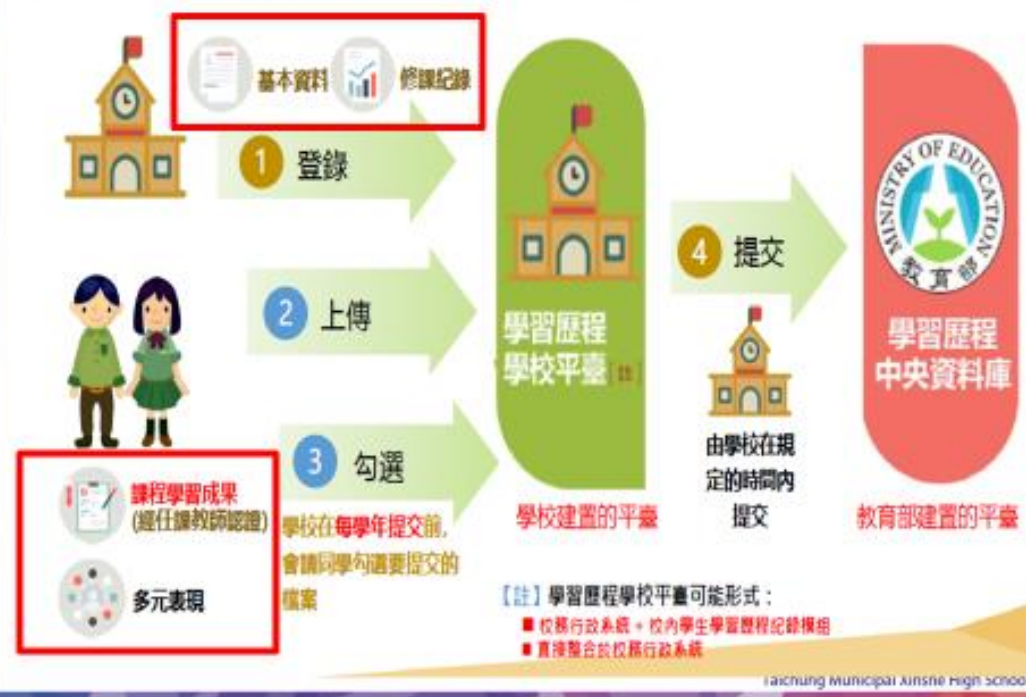 基本資料
修課紀錄
1 登錄
2 上傳
3 勾選
學校在每學年提交前,
會請同學勾選要提交的
檔案
課程學習成果
(經任課教師認證)
多元表現
學習歷程
學校平臺[註]
學校建置的平臺
4 提交
由學校在規
定的時間內
提交
MINISTRY OF EDUCATION
教育部
學習歷程
中央資料庫
教育部建置的平臺
【註】學習歷程學校平臺可能形式：
■ 校務行政系統 + 校內學生學習歷程紀錄模組
■ 直接整合於校務行政系統
Taichung Municipal Xinshe High School